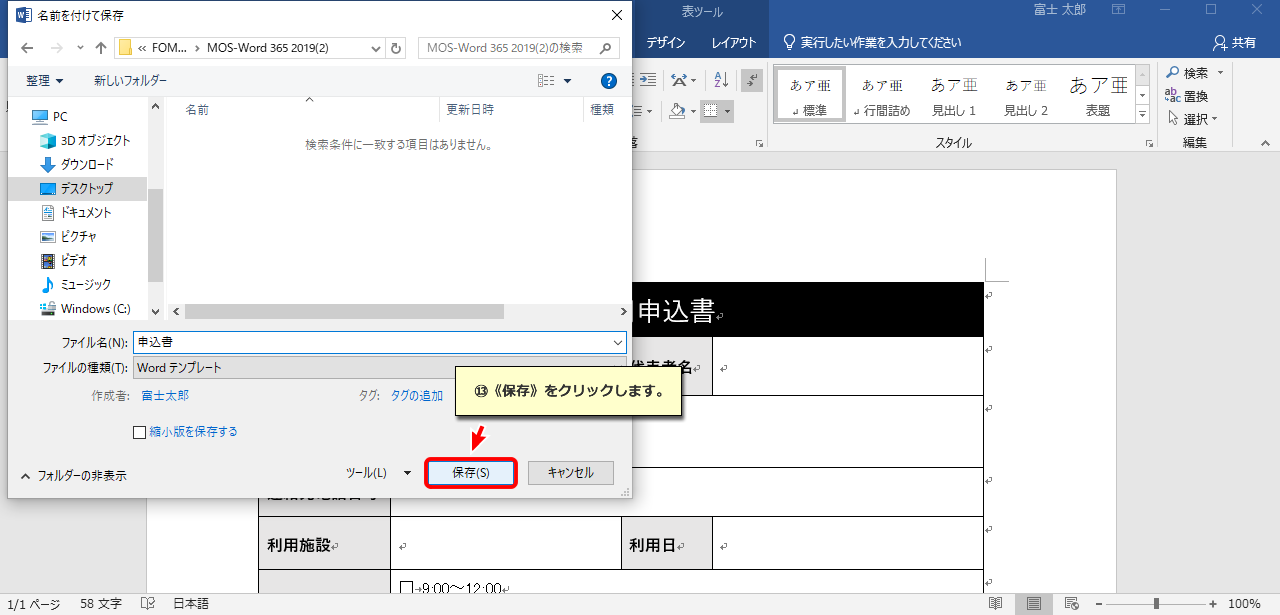 名前を付けて保存
表ツール
富士 太郎
« FOM... › MOS-Word 365 2019(2)
MOS-Word 365 2019(2)の検索
デザイン
レイアウト
実行したい作業を入力してください
共有
整理
新しいフォルダー
PC
3D オブジェクト
ダウンロード
デスクトップ
ドキュメント
ピクチャ
ビデオ
ミュージック
Windows (C:)
名前
更新日時
種類
検索条件に一致する項目はありません。
あア亜
標準
あア亜
行間詰め
あア亜
見出し 1
あア亜
見出し 2
あア亜
表題
スタイル
検索
置換
選択
編集
ファイル名(N):
申込書
ファイルの種類(T):
Word テンプレート
作成者:
富士太郎
タグ:
タグの追加
縮小版を保存する
フォルダーの非表示
ツール(L)
保存(S)
キャンセル
⑬《保存》をクリックします。
申込書
代表者名
利用施設
利用日
□→9:00～12:00
1/1 ページ
58 文字
日本語
100%